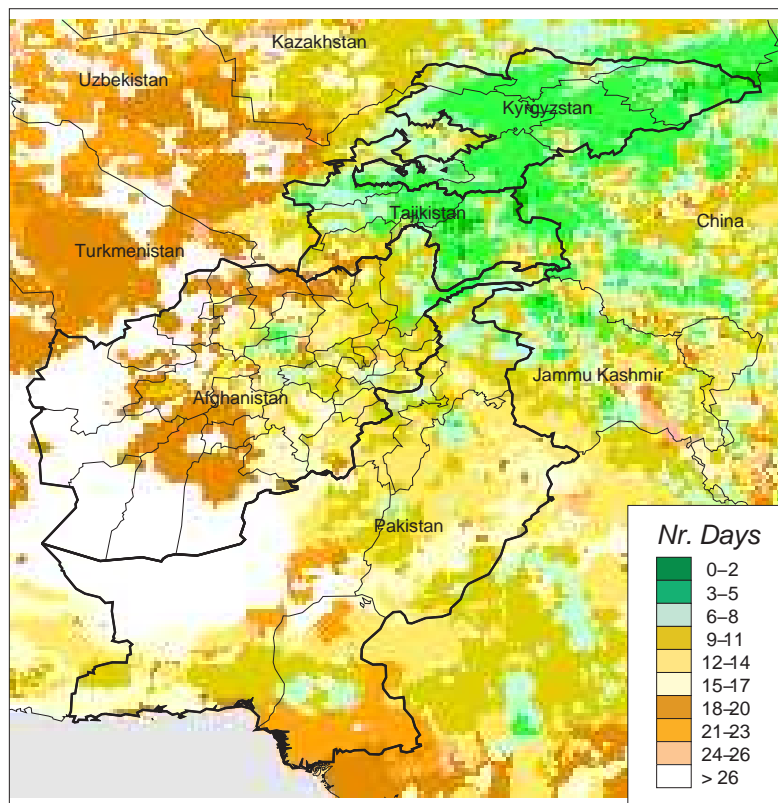 Kazakhstan
Uzbekistan
Kyrgyzstan
Tajikistan
China
Turkmenistan
Jammu Kashmir
Afghanistan
Pakistan
Nr. Days
0–2
3–5
6–8
9–11
12–14
15–17
18–20
21–23
24–26
> 26